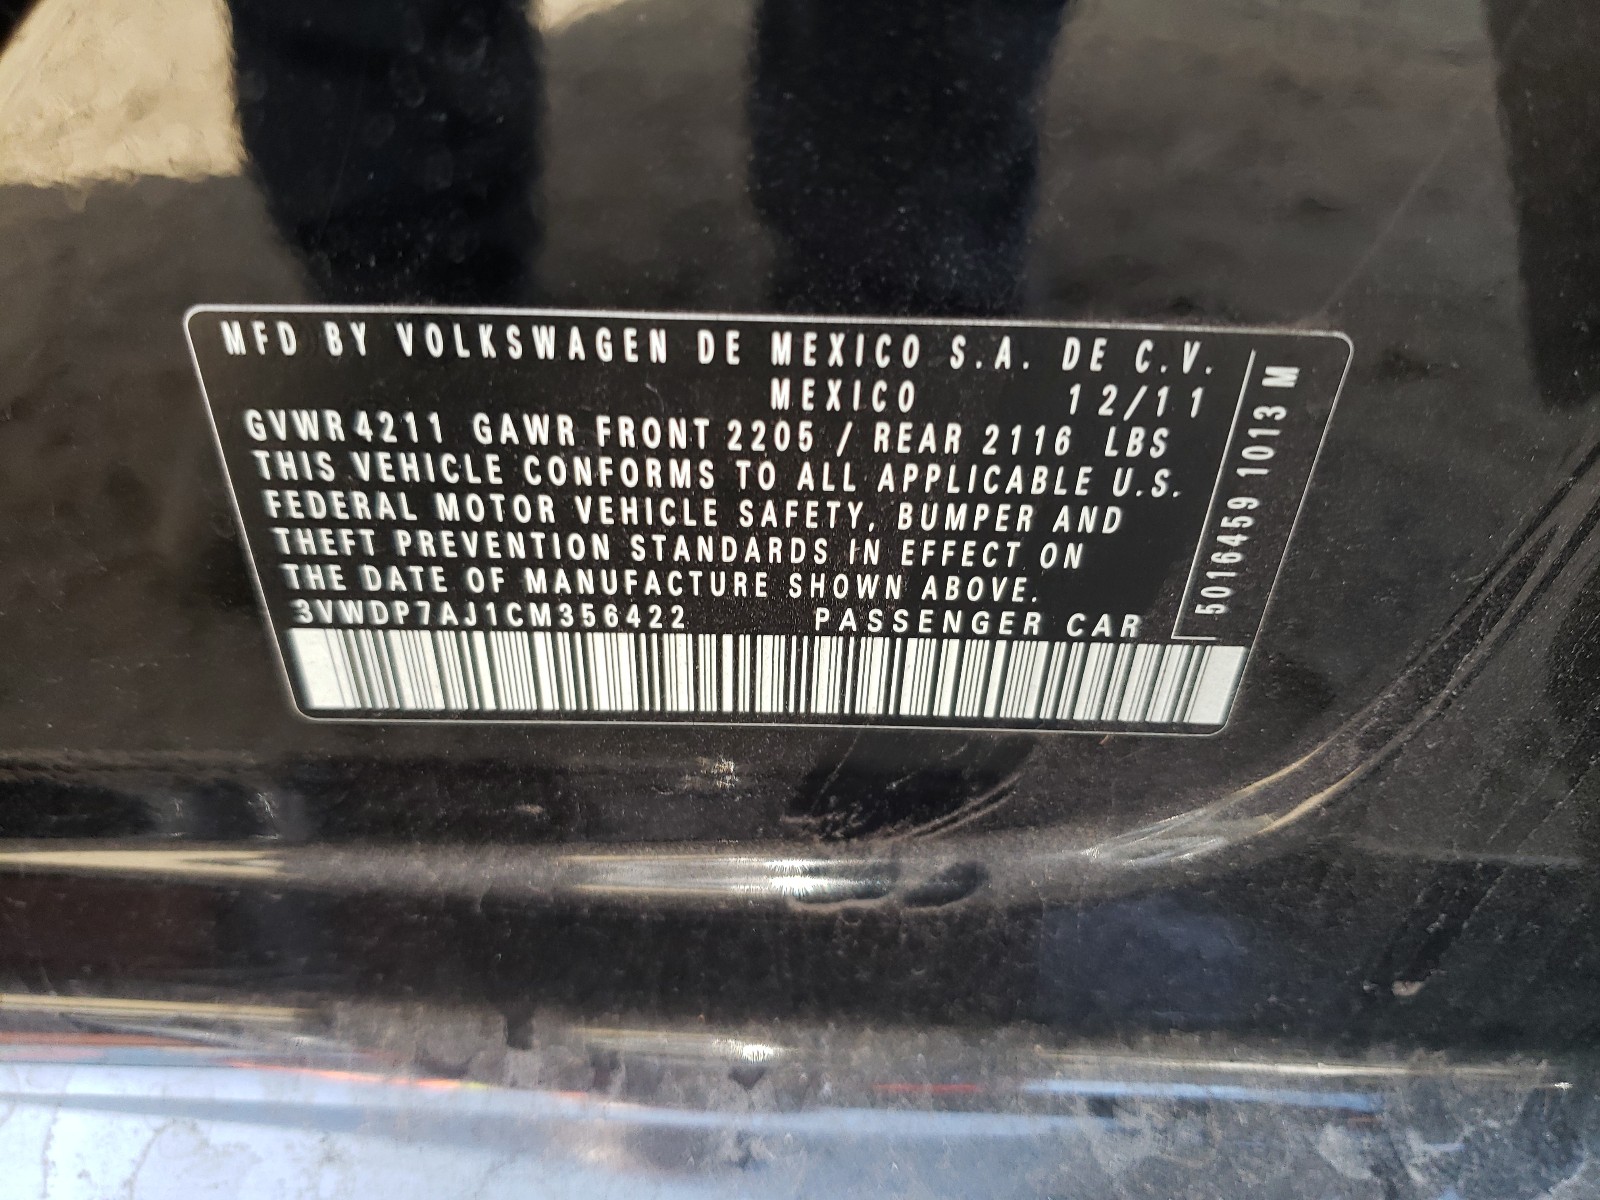 MFD BY VOLKSWAGEN DE MEXICO S.A. DE C.V.
MEXICO 12/11
GVWR 4211 GAWR FRONT 2205 / REAR 2116 LBS
THIS VEHICLE CONFORMS TO ALL APPLICABLE U.S.
FEDERAL MOTOR VEHICLE SAFETY, BUMPER AND
THEFT PREVENTION STANDARDS IN EFFECT ON
THE DATE OF MANUFACTURE SHOWN ABOVE.
3VWDP7AJ1CM356422 PASSENGER CAR
5016459 1013 M